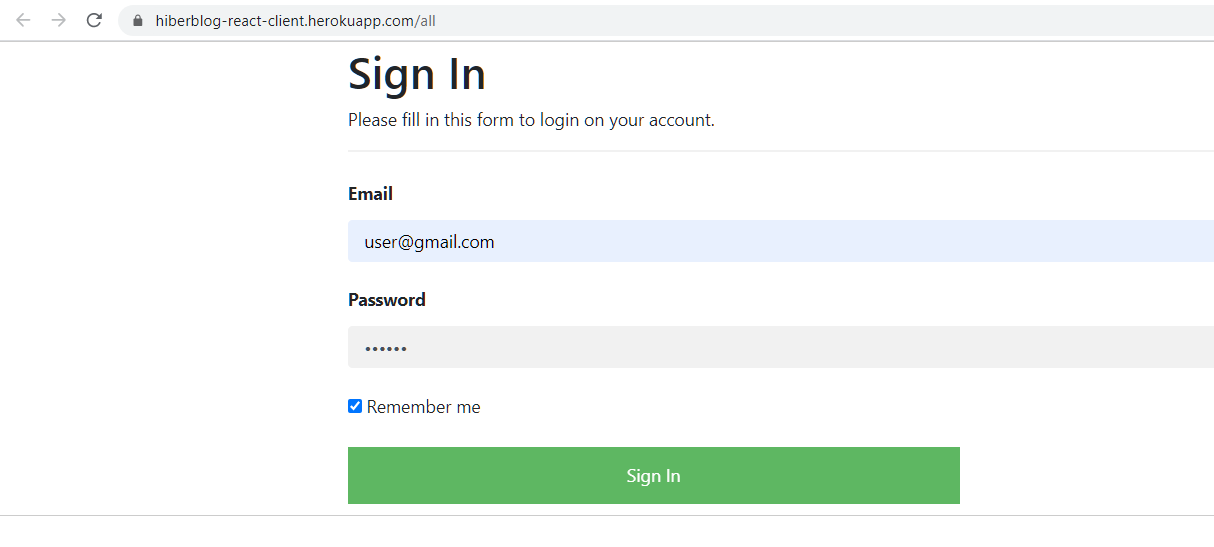 hiberblog-react-client.herokuapp.com/all
Sign In
Please fill in this form to login on your account.
Email
user@gmail.com
Password
••••••
Remember me
Sign In